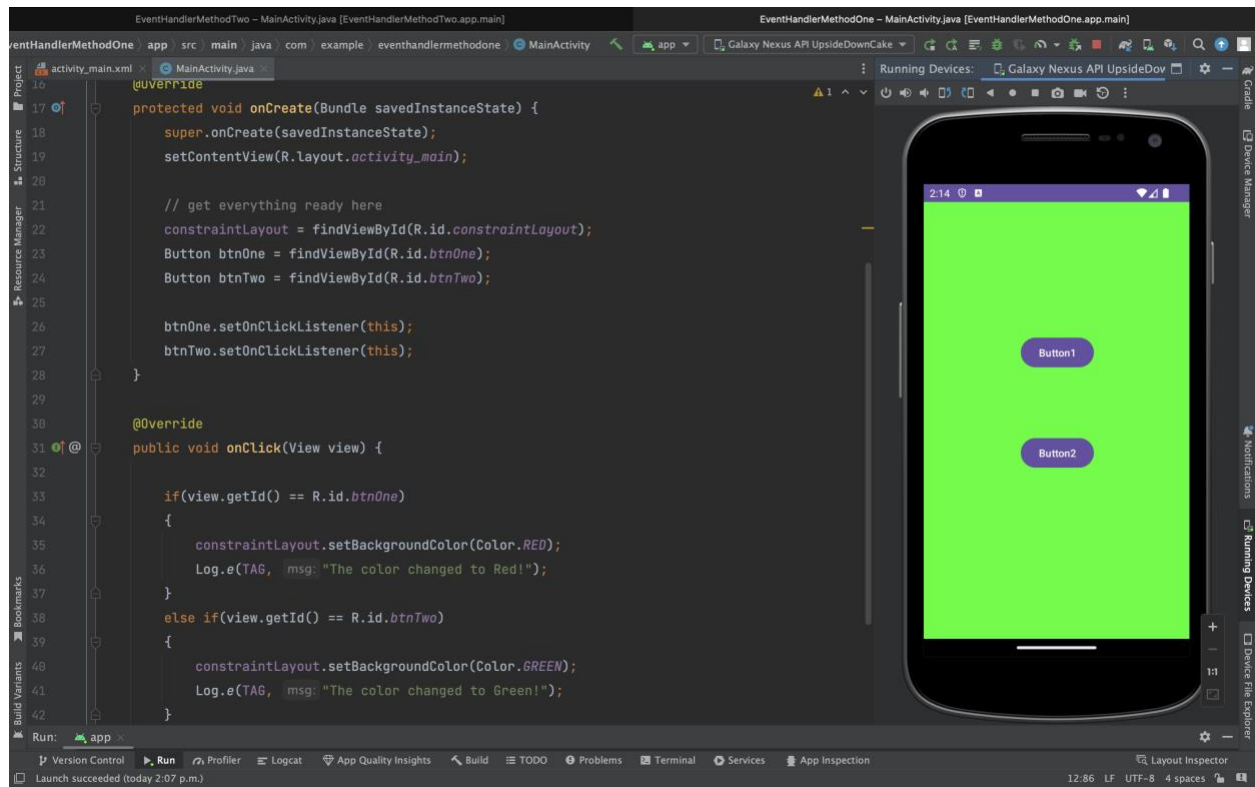 EventHandlerMethodTwo – MainActivity.java [EventHandlerMethodTwo.app.main]
EventHandlerMethodOne – MainActivity.java [EventHandlerMethodOne.app.main]
ventHandlerMethodOne app src main java com example eventhandlermethodone MainActivity app Galaxy Nexus API UpsideDownCake
Project
activity_main.xml MainActivity.java
Running Devices: Galaxy Nexus API UpsideDov
Gradle
16 @Override
1
17 protected void onCreate(Bundle savedInstanceState) {
18 super.onCreate(savedInstanceState);
19 setContentView(R.layout.activity_main);
20
21 // get everything ready here
22 constraintLayout = findViewById(R.id.constraintLayout);
23 Button btnOne = findViewById(R.id.btnOne);
24 Button btnTwo = findViewById(R.id.btnTwo);
25
26 btnOne.setOnClickListener(this);
27 btnTwo.setOnClickListener(this);
28 }
29
30 @Override
31 @ public void onClick(View view) {
32
33 if(view.getId() == R.id.btnOne)
34 {
35 constraintLayout.setBackgroundColor(Color.RED);
36 Log.e(TAG, msg: "The color changed to Red!");
37 }
38 else if(view.getId() == R.id.btnTwo)
39 {
40 constraintLayout.setBackgroundColor(Color.GREEN);
41 Log.e(TAG, msg: "The color changed to Green!");
42 }
Structure
Resource Manager
Bookmarks
Build Variants
2:14
Button1
Button2
Device Manager
Notifications
Running Devices
Device File Explorer
1:1
Run: app
Version Control Run Profiler Logcat App Quality Insights Build TODO Problems Terminal Services App Inspection Layout Inspector
Launch succeeded (today 2:07 p.m.) 12:86 LF UTF-8 4 spaces